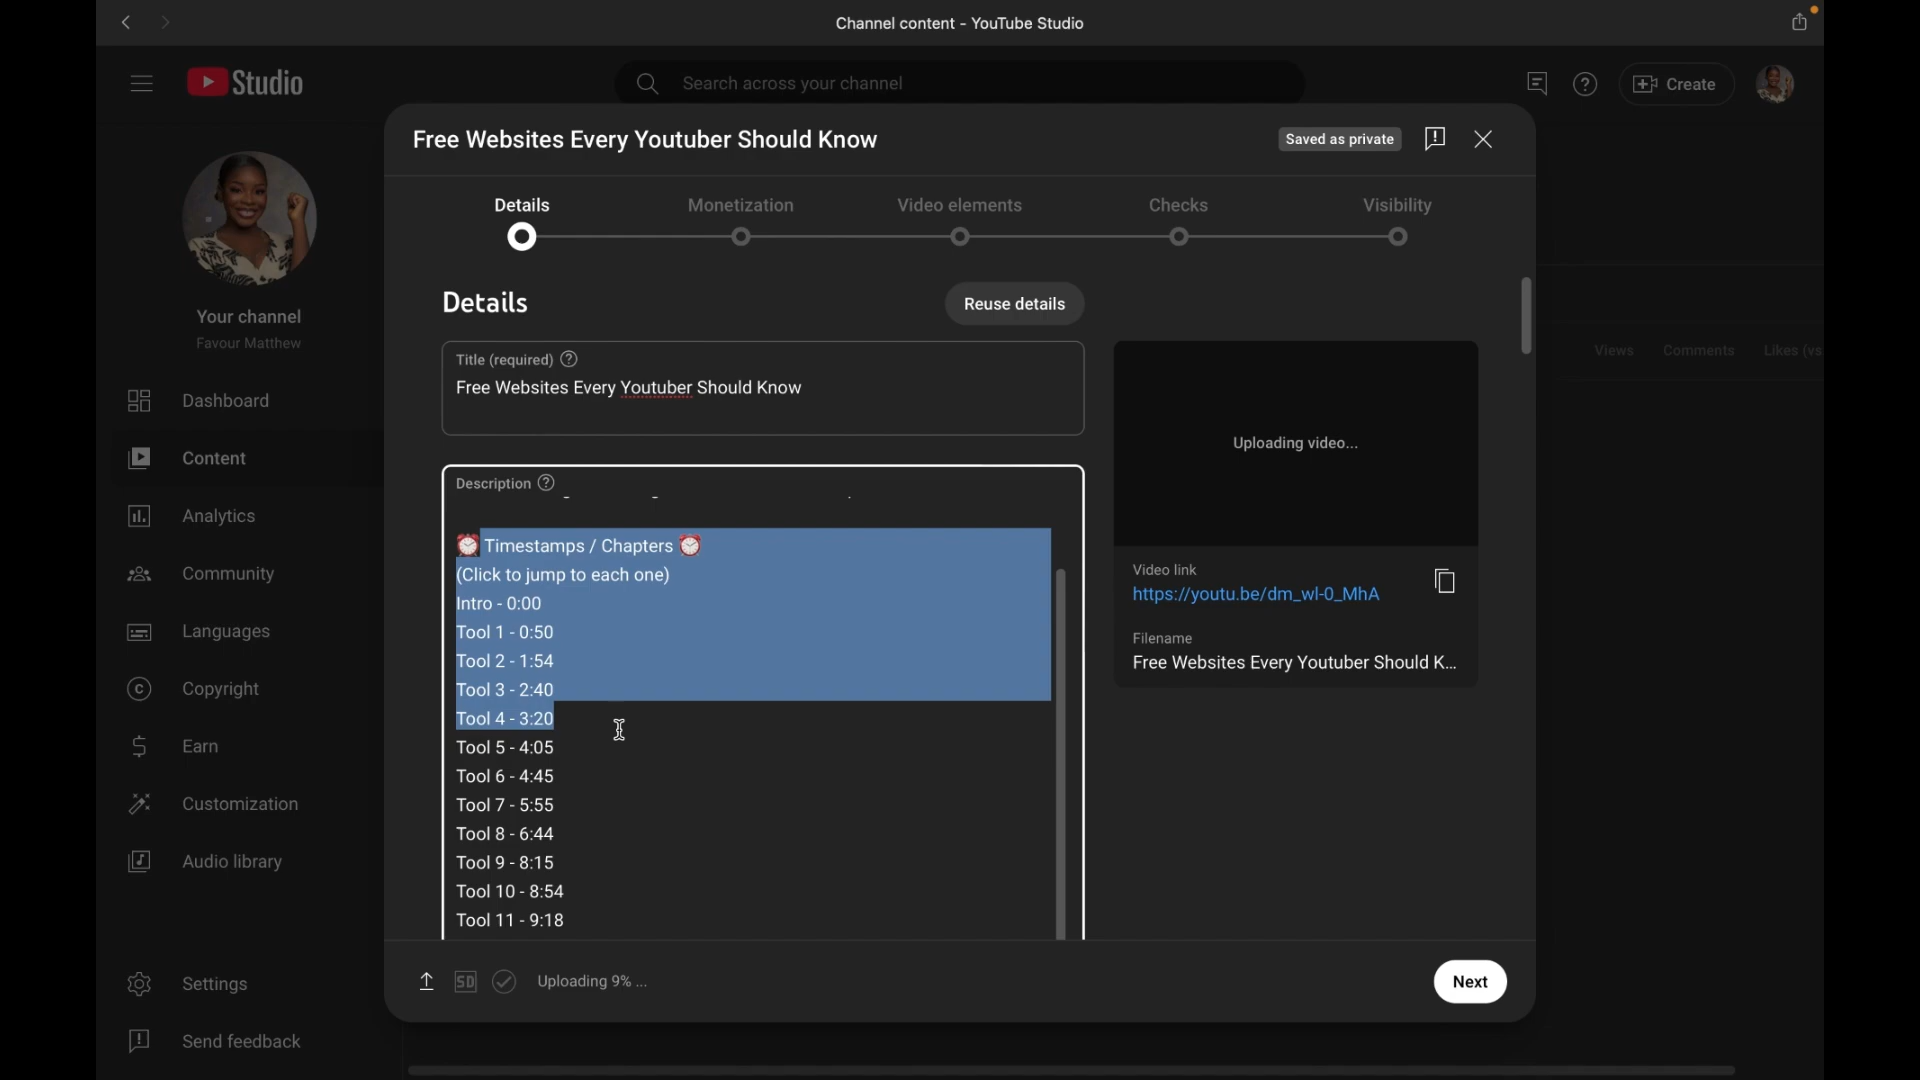 Channel content - YouTube Studio
Studio
Search across your channel
Create
Free Websites Every Youtuber Should Know
Saved as private
Details
Monetization
Video elements
Checks
Visibility
Your channel
Favour Matthew
Dashboard
Content
Analytics
Community
Languages
Copyright
Earn
Customization
Audio library
Settings
Send feedback
Details
Reuse details
Title (required)
Free Websites Every Youtuber Should Know
Description
⏰ Timestamps / Chapters ⏰
(Click to jump to each one)
Intro - 0:00
Tool 1 - 0:50
Tool 2 - 1:54
Tool 3 - 2:40
Tool 4 - 3:20
Tool 5 - 4:05
Tool 6 - 4:45
Tool 7 - 5:55
Tool 8 - 6:44
Tool 9 - 8:15
Tool 10 - 8:54
Tool 11 - 9:18
Uploading video...
Video link
https://youtu.be/dm_wl-0_MhA
Filename
Free Websites Every Youtuber Should K...
Views
Comments
Likes (vs
SD
Uploading 9% ...
Next